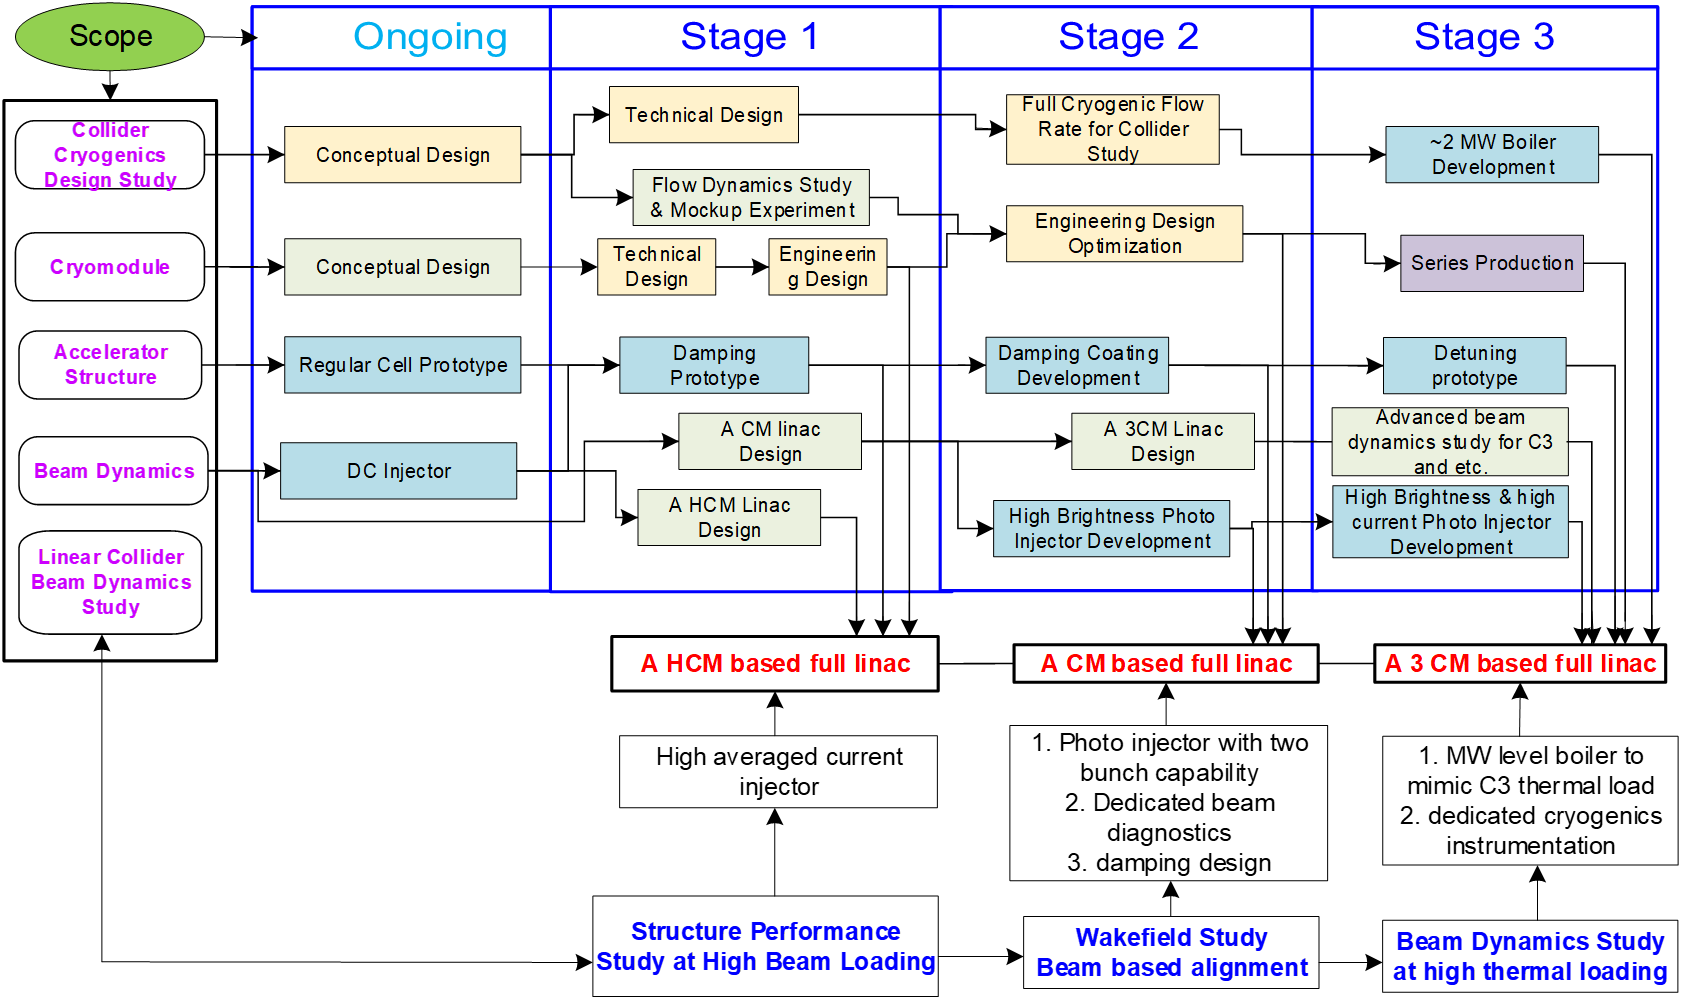 Scope
Ongoing
Stage 1
Stage 2
Stage 3
Collider
Cryogenics
Design Study
Conceptual Design
Technical Design
Flow Dynamics Study
& Mockup Experiment
Full Cryogenic Flow
Rate for Collider
Study
~2 MW Boiler
Development
Cryomodule
Conceptual Design
Technical
Design
Engineerin
g Design
Engineering Design
Optimization
Series Production
Accelerator
Structure
Regular Cell Prototype
Damping
Prototype
Damping Coating
Development
Detuning
prototype
Beam Dynamics
DC Injector
A CM linac
Design
A HCM Linac
Design
A 3CM Linac
Design
High Brightness Photo
Injector Development
Advanced beam
dynamics study for C3
and etc.
High Brightness & high
current Photo Injector
Development
Linear Collider
Beam Dynamics
Study
A HCM based full linac
A CM based full linac
A 3 CM based full linac
High averaged current
injector
1. Photo injector with two
bunch capability
2. Dedicated beam
diagnostics
3. damping design
1. MW level boiler to
mimic C3 thermal load
2. dedicated cryogenics
instrumentation
Structure Performance
Study at High Beam Loading
Wakefield Study
Beam based alignment
Beam Dynamics Study
at high thermal loading